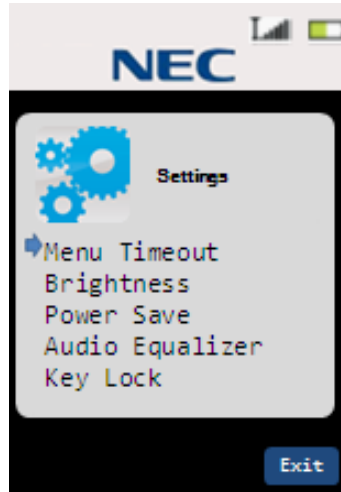 NEC
Settings
Menu Timeout
Brightness
Power Save
Audio Equalizer
Key Lock
Exit